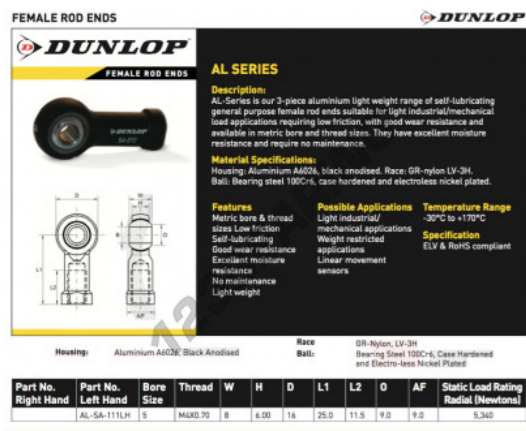 FEMALE ROD ENDS
DUNLOP
DUNLOP
FEMALE ROD ENDS
DUNLOP
AL SERIES
Description:
AL-Series is our 3-piece aluminium light weight range of self-lubricating
general purpose female rod ends suitable for light industrial/mechanical
load applications requiring low friction, with good wear resistance and
available in metric bore and thread sizes. They have excellent moisture
resistance and require no maintenance.
Material Specifications:
Housing: Aluminium A6026, black anodised. Race: GR-nylon LV-3H.
Ball: Bearing steel 100Cr6, case hardened and electroless nickel plated.
Features
Metric bore & thread
sizes Low friction
Self-lubricating
Good wear resistance
Excellent moisture
resistance
No maintenance
Light weight
Possible Applications
Light industrial/
mechanical applications
Weight restricted
applications
Linear movement
sensors
Temperature Range
-30°C to +170°C
Specification
ELV & RoHS compliant
D
W
H
B
O
L1
L2
AF
Housing: Aluminium A6026, Black Anodised
Race GR-Nylon, LV-3H
Ball: Bearing Steel 100Cr6, Case Hardened
and Electro-less Nickel Plated
Part No. Right Hand Part No. Left Hand Bore Size Thread W H D L1 L2 O AF Static Load Rating Radial (Newtons)
AL-SA-111LH 5 M4X0.70 8 6.00 16 25.0 11.5 9.0 9.0 5,340